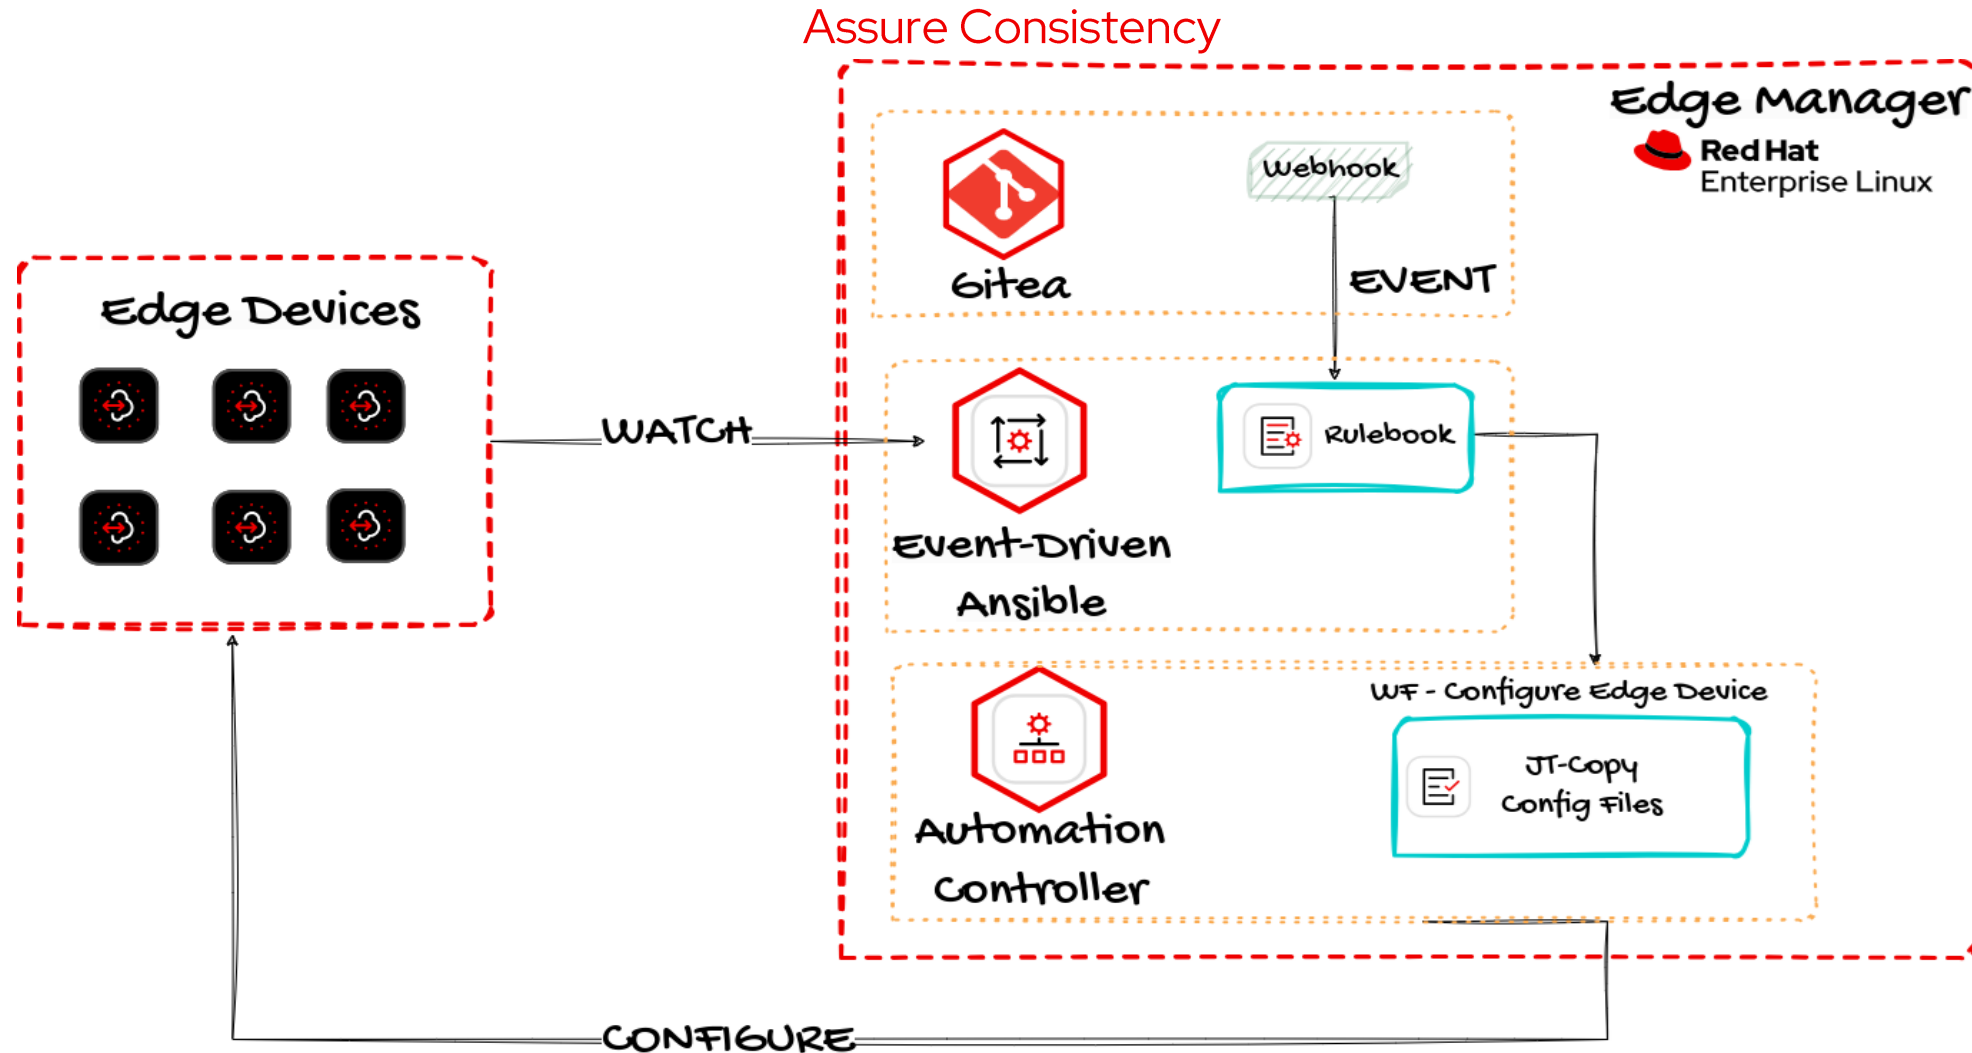 Assure Consistency
Edge Manager
Red Hat
Enterprise Linux
Webhook
Gitea
EVENT
Edge Devices
WATCH
Rulebook
Event-Driven
Ansible
WF - Configure Edge Device
JT-Copy
Config Files
Automation
Controller
CONFIGURE